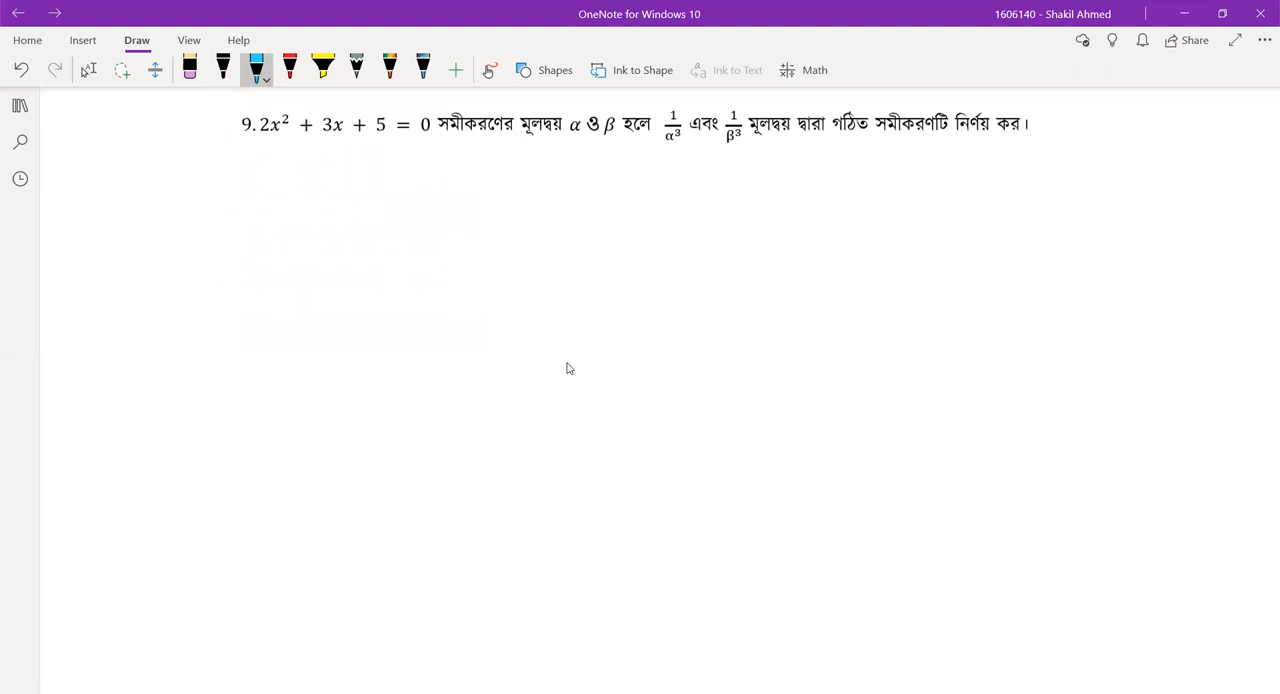 OneNote for Windows 10
1606140 - Shakil Ahmed
Home Insert Draw View Help
Share
Shapes Ink to Shape Ink to Text Math
9. 2x² + 3x + 5 = 0 সমীকরণের মূলদ্বয় α ও β হলে 1/α³ এবং 1/β³ মূলদ্বয় দ্বারা গঠিত সমীকরণটি নির্ণয় কর।